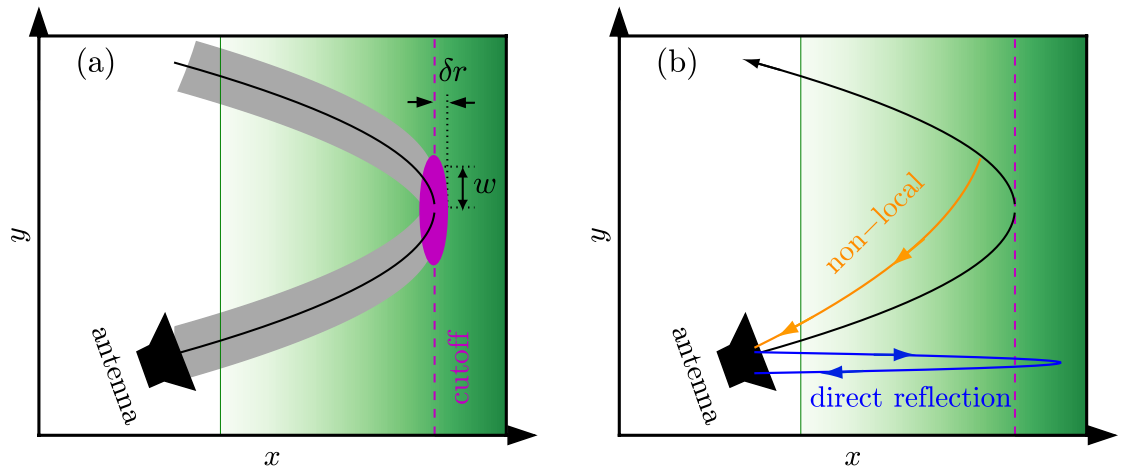 (a)
δr
w
y
antenna
cutoff
x
(b)
non−local
y
antenna
direct reflection
x